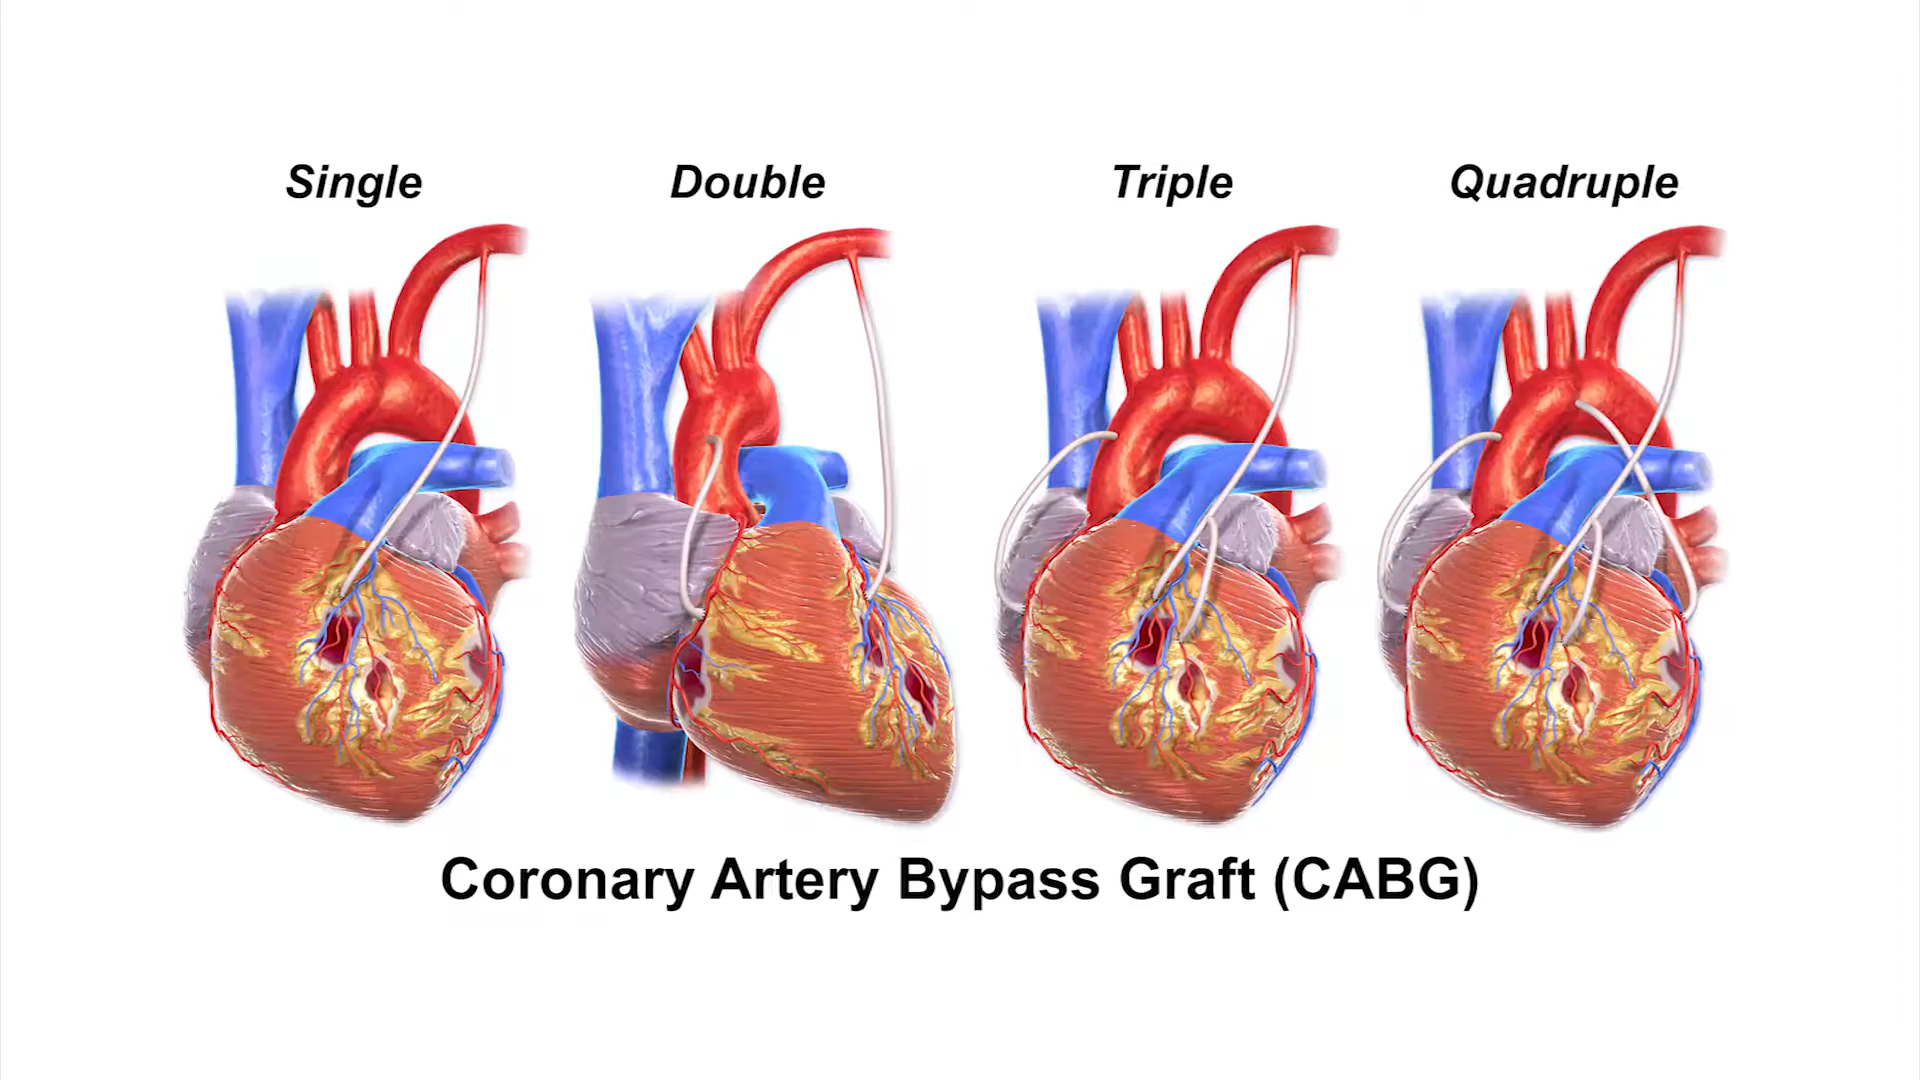 Single
Double
Triple
Quadruple
Coronary Artery Bypass Graft (CABG)